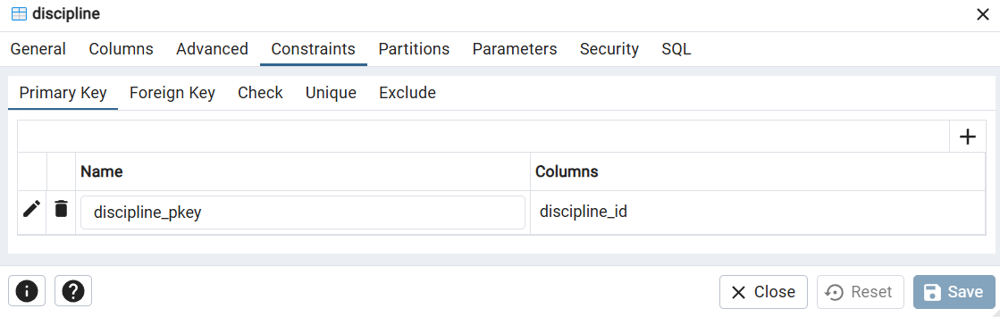 discipline
General Columns Advanced Constraints Partitions Parameters Security SQL
Primary Key Foreign Key Check Unique Exclude
Name Columns
discipline_pkey discipline_id
Close Reset Save